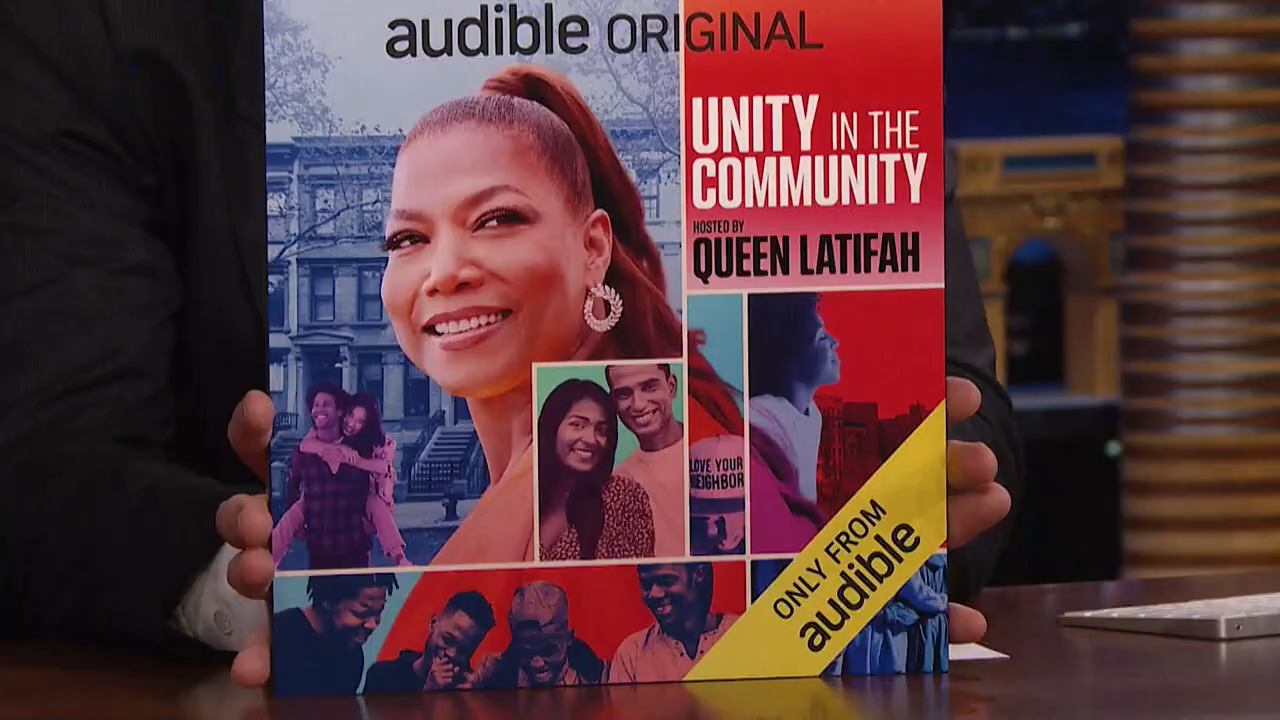 audible ORIGINAL
UNITY IN THE
COMMUNITY
HOSTED BY
QUEEN LATIFAH
LOVE YOUR
NEIGHBOR
ONLY FROM
audible